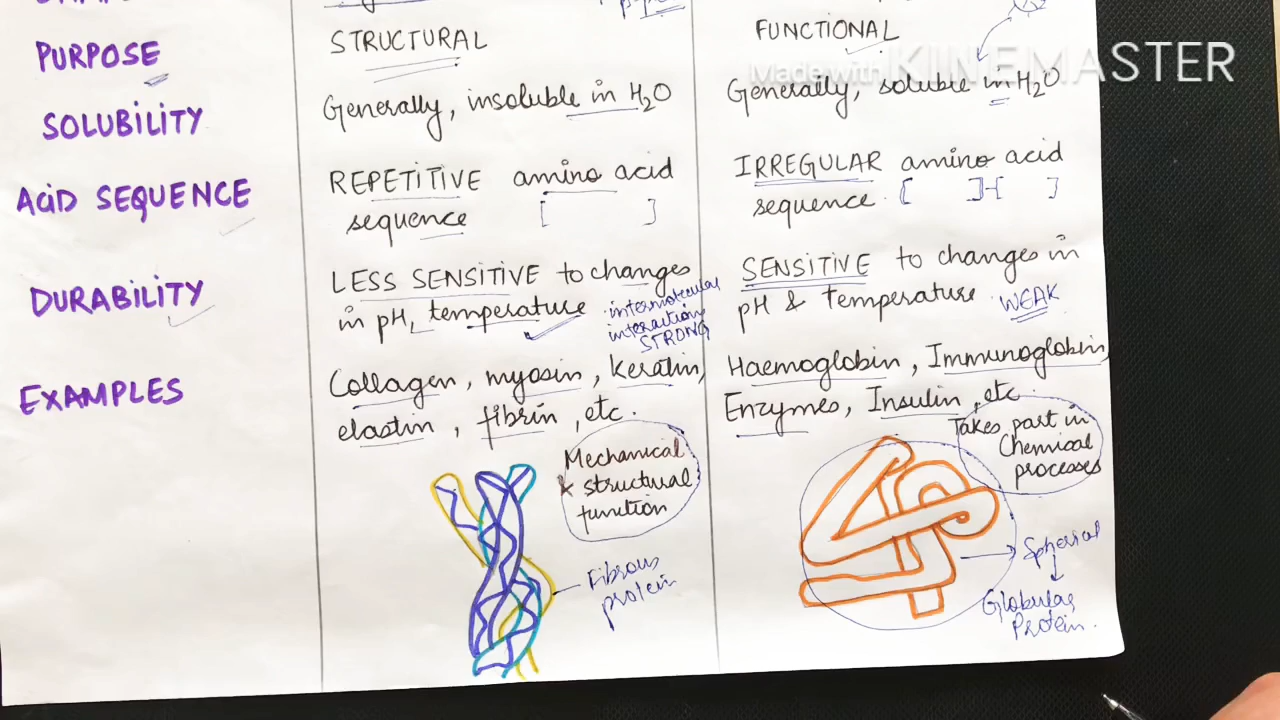 PURPOSE
STRUCTURAL
FUNCTIONAL
Made with KINEMASTER
SOLUBILITY
Generally, insoluble in H2O
Generally, soluble in H2O
ACID SEQUENCE
REPETITIVE amino acid
sequence [ ]
IRREGULAR amino acid
sequence. [ ]-[ ]
DURABILITY
LESS SENSITIVE to changes
in pH, temperature
intermolecular
interactions
STRONG
SENSITIVE to changes in
pH & temperature.
WEAK
EXAMPLES
Collagen, myosin, keratin,
elastin, fibrin, etc.
Haemoglobin, Immunoglobin,
Enzymes, Insulin, etc
Mechanical
& structural
function
Fibrous
protein
Takes part in
Chemical
processes
Spherical
Globular
Protein.